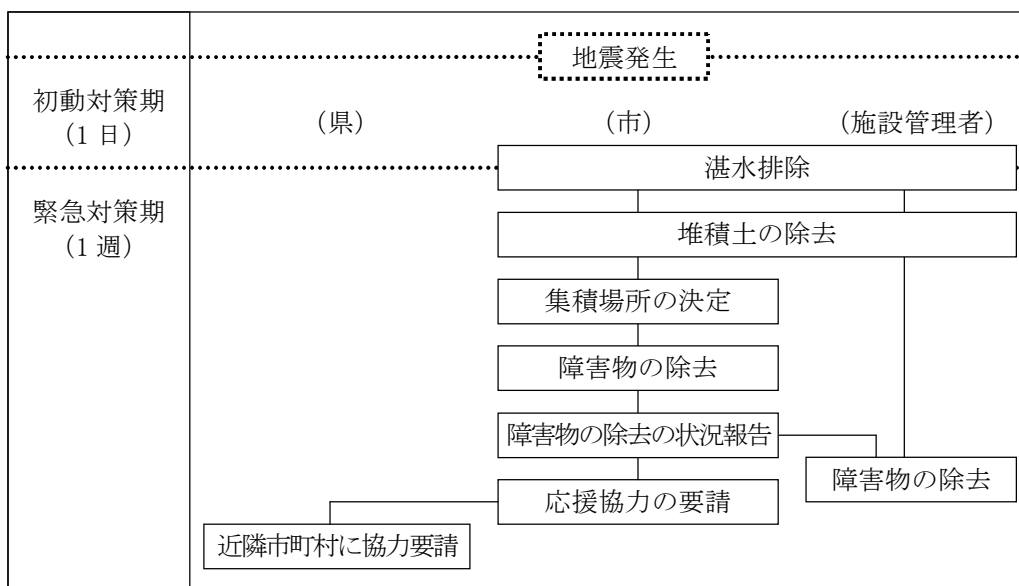 地震発生
初動対策期
（1 日）
（県）
（市）
（施設管理者）
湛水排除
緊急対策期
（1 週）
堆積土の除去
集積場所の決定
障害物の除去
障害物の除去の状況報告
障害物の除去
応援協力の要請
近隣市町村に協力要請